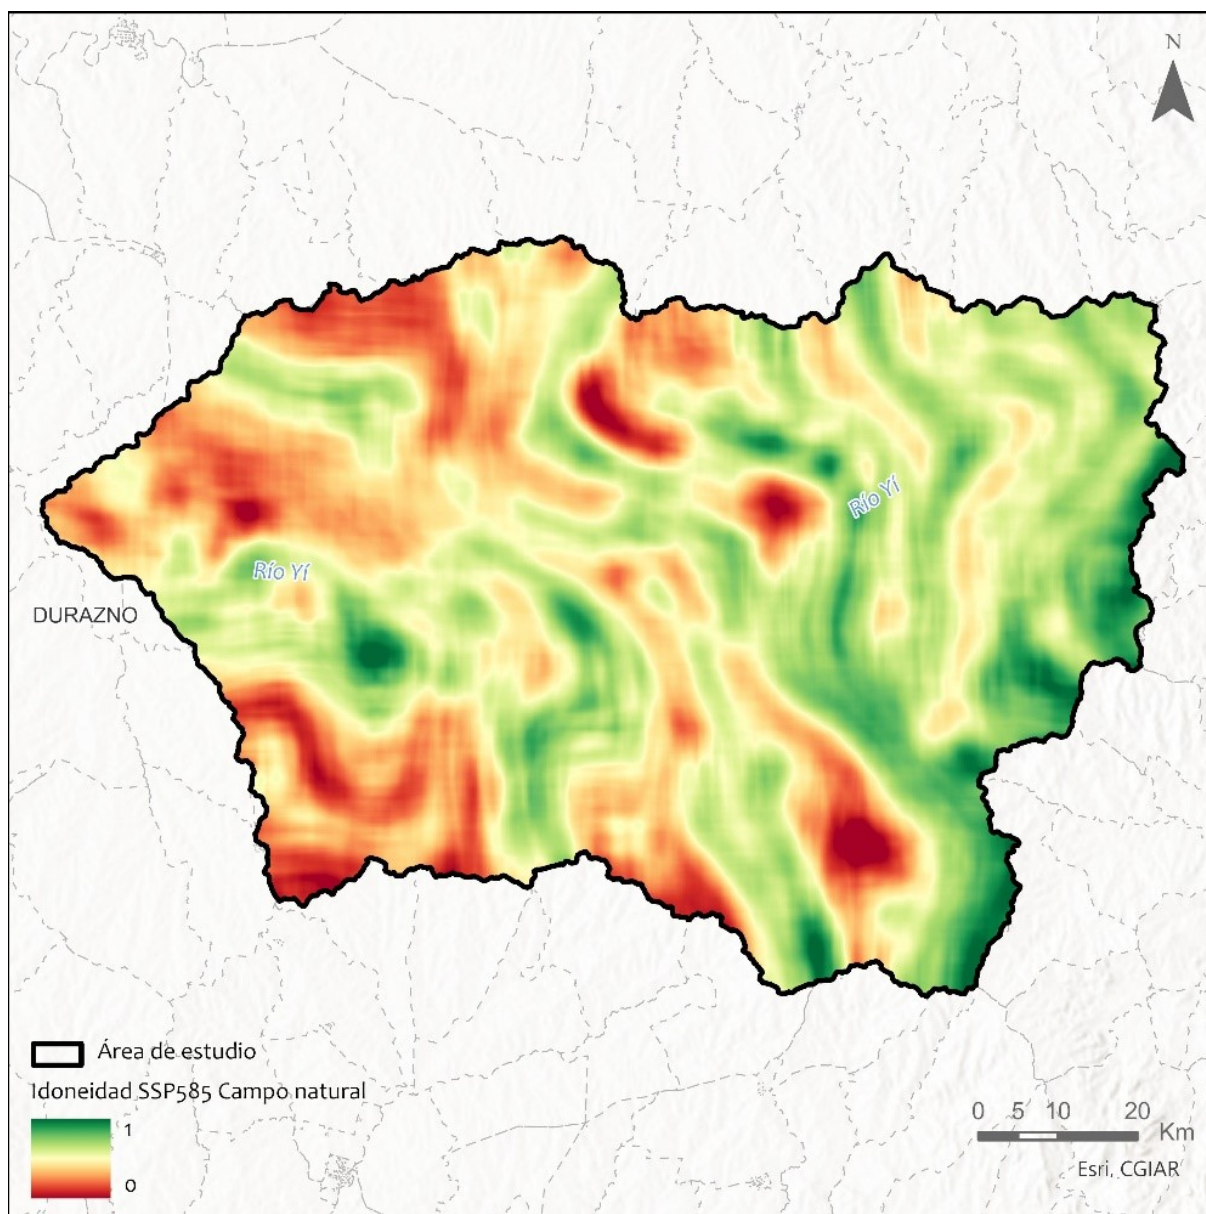 N
Río Yí
Río Yí
DURAZNO
Área de estudio
Idoneidad SSP585 Campo natural
1
0
0 5 10 20
Km
Esri, CGIAR